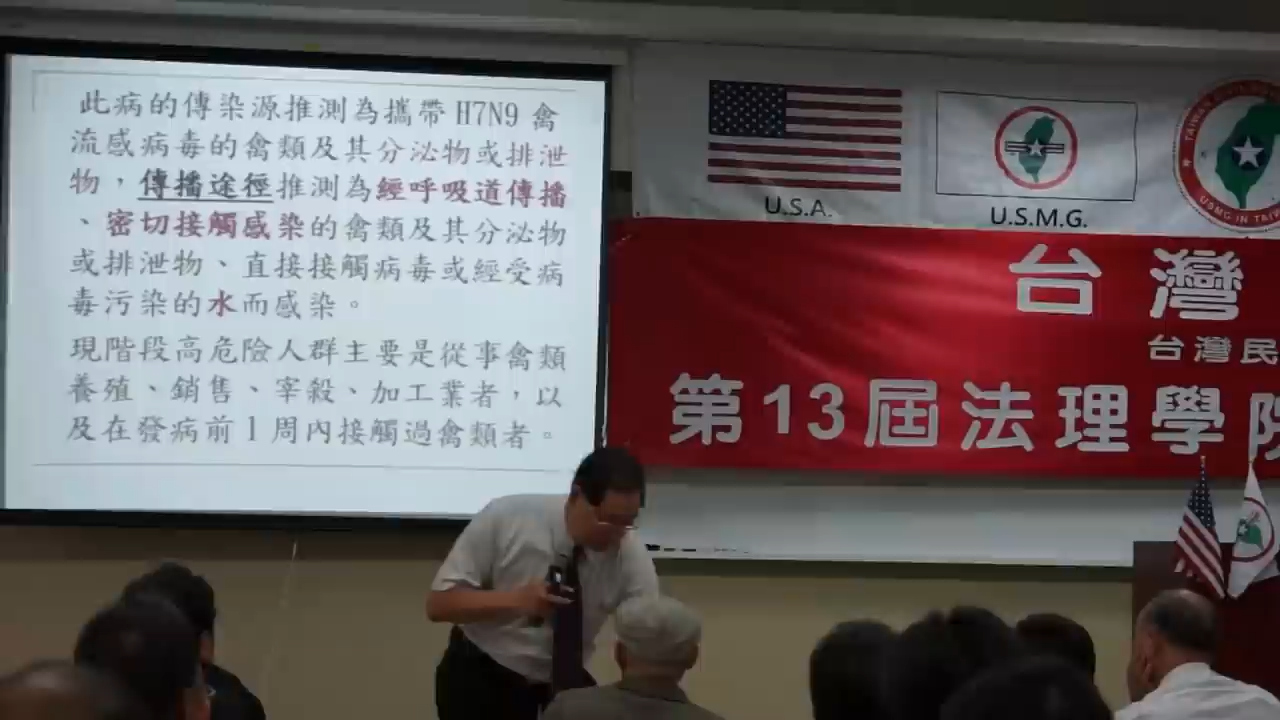 此病的傳染源推測為攜帶 H7N9 禽
流感病毒的禽類及其分泌物或排泄
物，傳播途徑推測為經呼吸道傳播
、密切接觸感染的禽類及其分泌物
或排泄物、直接接觸病毒或經受病
毒污染的水而感染。
現階段高危險人群主要是從事禽類
養殖、銷售、宰殺、加工業者，以
及在發病前 1 周內接觸過禽類者。
U.S.A.
U.S.M.G.
USMG IN TAI
台灣
台灣民
第13屆法理學院